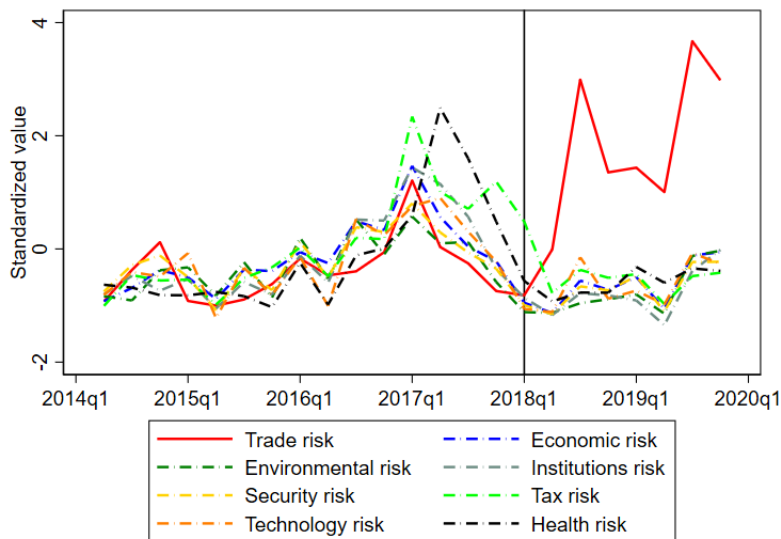 4
2
0
-2
Standardized value
2014q1 2015q1 2016q1 2017q1 2018q1 2019q1 2020q1
Trade risk Economic risk
Environmental risk Institutions risk
Security risk Tax risk
Technology risk Health risk